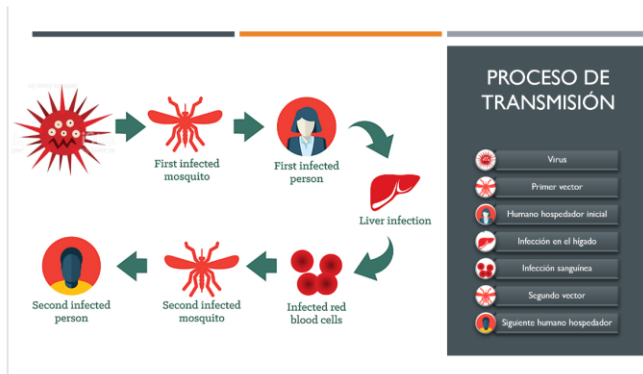 First infected
mosquito
First infected
person
Liver infection
Second infected
person
Second infected
mosquito
Infected red
blood cells
PROCESO DE
TRANSMISIÓN
Virus
Primer vector
Humano hospedador inicial
Infección en el hígado
Infección sanguínea
Segundo vector
Siguiente humano hospedador